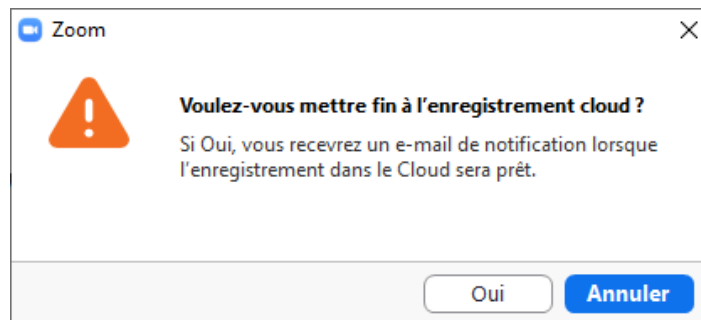 Zoom
Voulez-vous mettre fin à l’enregistrement cloud ?
Si Oui, vous recevrez un e-mail de notification lorsque
l’enregistrement dans le Cloud sera prêt.
Oui
Annuler